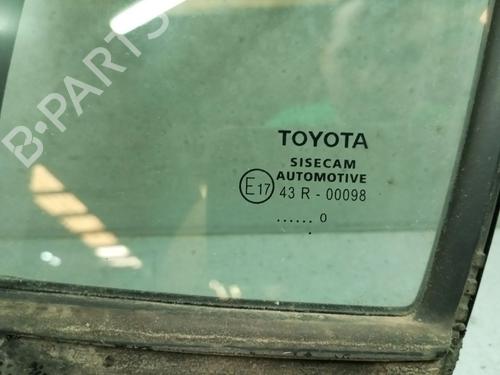 B-PARTS
TOYOTA
SISECAM
AUTOMOTIVE
E17 43 R - 00098
...... 0
.